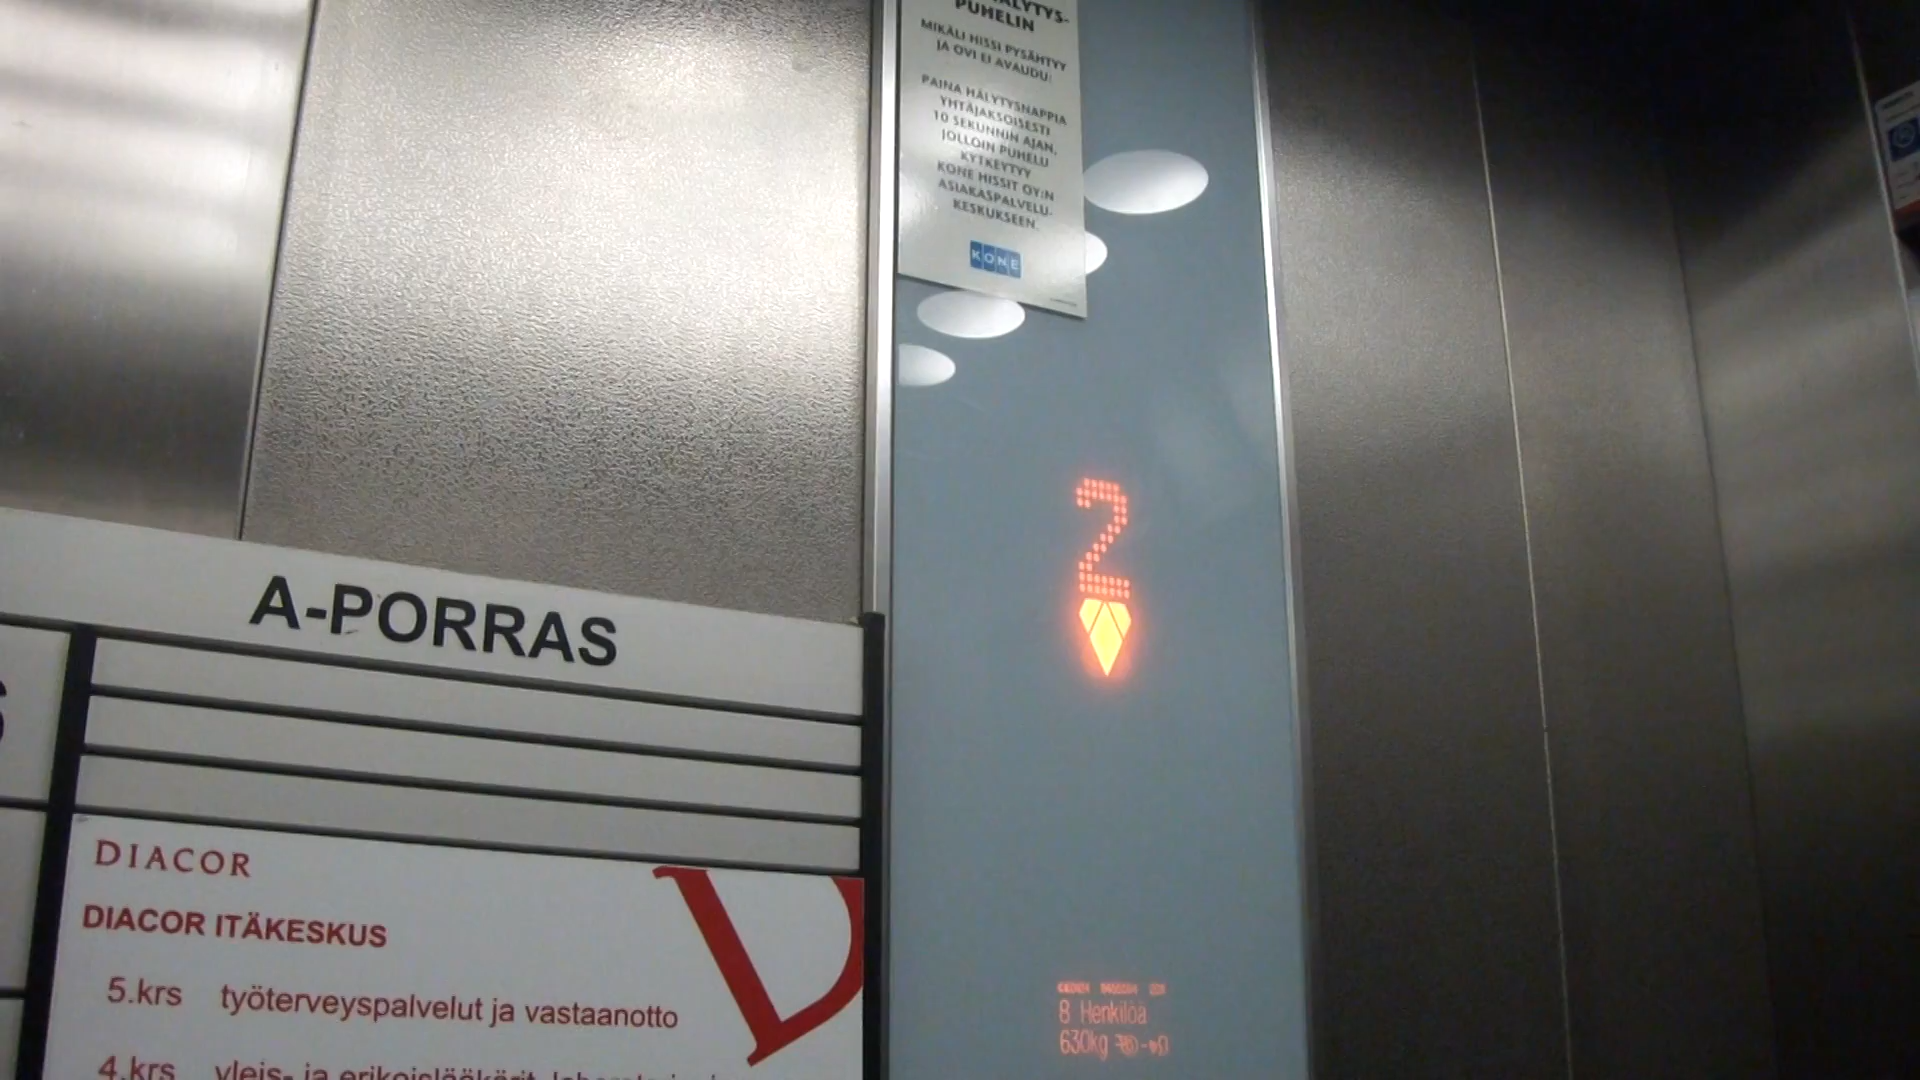 PUHELIN
MIKÄLI HISSI PYSÄHTYY
JA OVI EI AVAUDU:
PAINA HÄLYTYSNAPPIA
YHTÄJAKSOISESTI
10 SEKUNNIN AJAN,
JOLLOIN PUHELU
KYTKEYTYY
KONE HISSIT OY:N
ASIAKASPALVELU-
KESKUKSEEN.
KONE
2
A-PORRAS
DIACOR
DIACOR ITÄKESKUS
5.krs työterveyspalvelut ja vastaanotto
4.krs yleis- ja erikoislääkärit,
8 Henkilöä
630kg